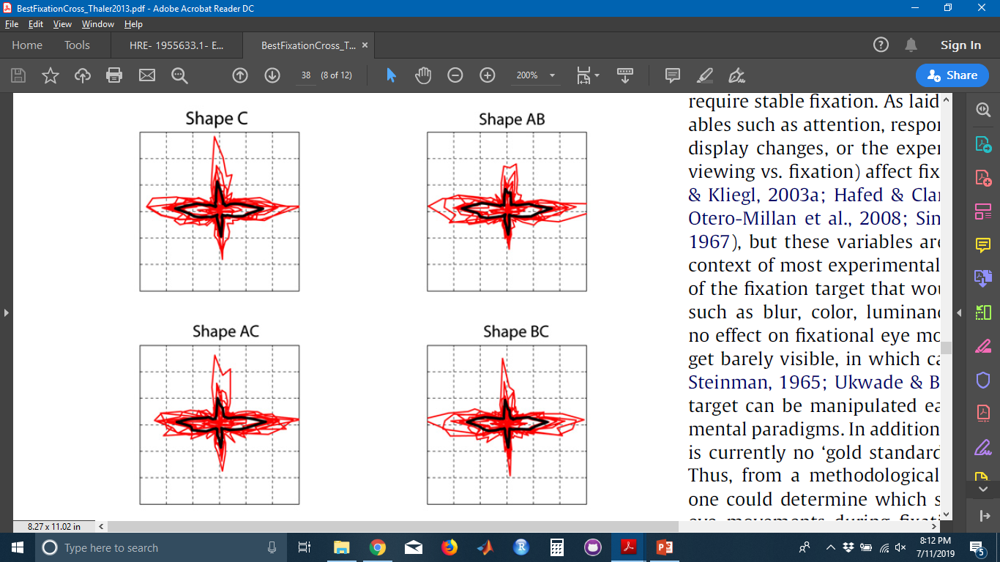 BestFixationCross_Thaler2013.pdf - Adobe Acrobat Reader DC
File Edit View Window Help
Home Tools HRE- 1955633.1- E... BestFixationCross_T... ×
Sign In
38 (8 of 12) 200% Share
Shape C
Shape AB
Shape AC
Shape BC
require stable fixation. As laid
ables such as attention, respon
display changes, or the exper
viewing vs. fixation) affect fix
& Kliegl, 2003a; Hafed & Clar
Otero-Millan et al., 2008; Sin
1967), but these variables are
context of most experimental
of the fixation target that wou
such as blur, color, luminanc
no effect on fixational eye mo
get barely visible, in which ca
Steinman, 1965; Ukwade & B
target can be manipulated ea
mental paradigms. In addition
is currently no ‘gold standard
Thus, from a methodological
one could determine which s
8.27 x 11.02 in
Type here to search
8:12 PM
7/11/2019
5